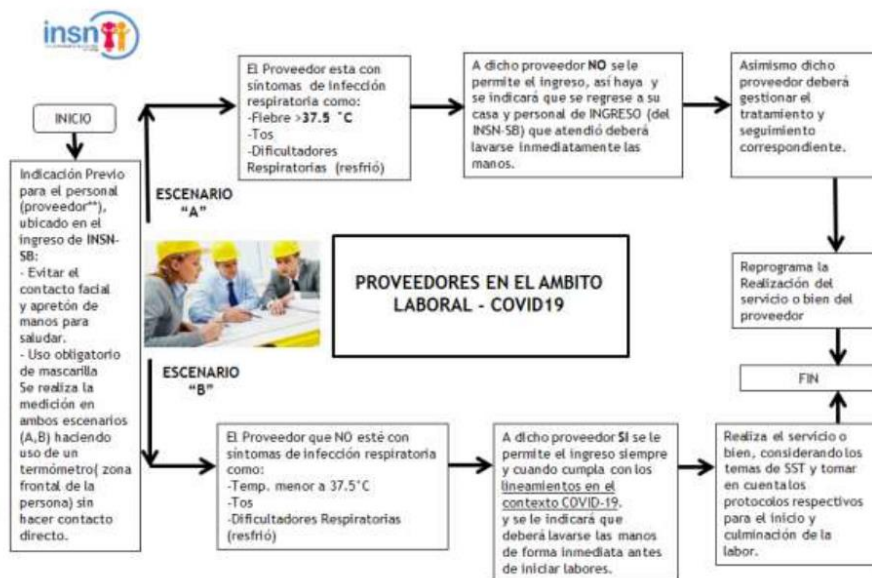 insn
INICIO
Indicación Previo
para el personal
(proveedor**),
ubicado en el
ingreso de INSN-
SB:
- Evitar el
contacto facial
y apretón de
manos para
saludar.
- Uso obligatorio
de mascarilla
Se realiza la
medición en
ambos escenarios
(A,B) haciendo
uso de un
termómetro( zona
frontal de la
persona) sin
hacer contacto
directo.
ESCENARIO
"A"
El Proveedor esta con
síntomas de infección
respiratoria como:
-Fiebre >37.5 °C
-Tos
-Dificultadores
Respiratorias (resfrió)
A dicho proveedor NO se le
permite el ingreso, así haya y
se indicará que se regrese a su
casa y personal de INGRESO (del
INSN-SB) que atendió deberá
lavarse inmediatamente las
manos.
Asimismo dicho
proveedor deberá
gestionar el
tratamiento y
seguimiento
correspondiente.
Reprograma la
Realización del
servicio o bien del
proveedor
FIN
PROVEEDORES EN EL AMBITO
LABORAL - COVID19
ESCENARIO
"B"
El Proveedor que NO esté con
síntomas de infección respiratoria
como:
-Temp. menor a 37.5°C
-Tos
-Dificultadores Respiratorias
(resfrió)
A dicho proveedor SI se le
permite el ingreso siempre
y cuando cumpla con los
lineamientos en el
contexto COVID-19.
y se le indicará que
deberá lavarse las manos
de forma inmediata antes
de iniciar labores.
Realiza el servicio o
bien, considerando los
temas de SST y tomar
en cuenta los
protocolos respectivos
para el inicio y
culminación de la
labor.